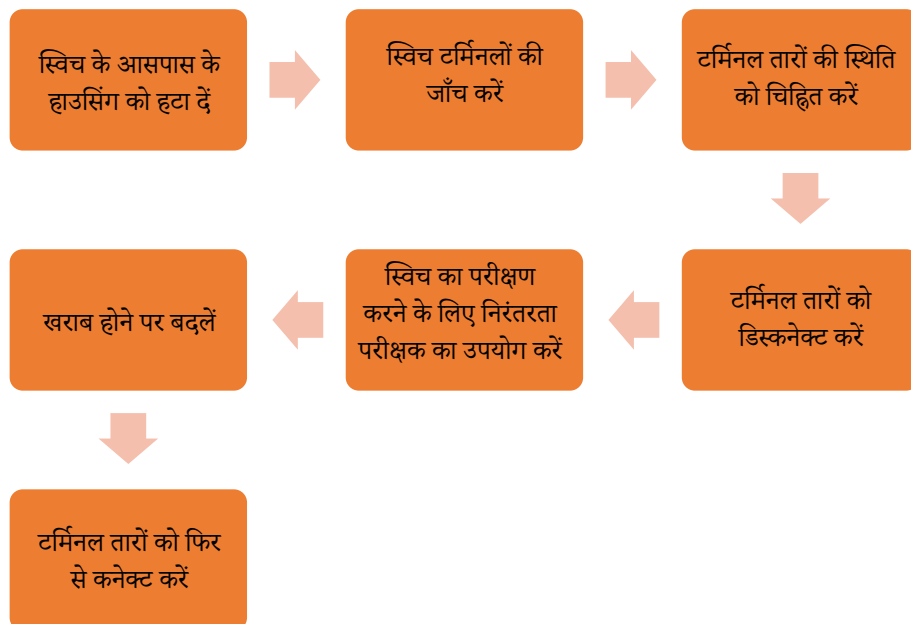 स्विच के आसपास के
हाउसिंग को हटा दें
स्विच टर्मिनलों की
जाँच करें
टर्मिनल तारों की स्थिति
को चिह्नित करें
टर्मिनल तारों को
डिस्कनेक्ट करें
स्विच का परीक्षण
करने के लिए निरंतरता
परीक्षक का उपयोग करें
खराब होने पर बदलें
टर्मिनल तारों को फिर
से कनेक्ट करें